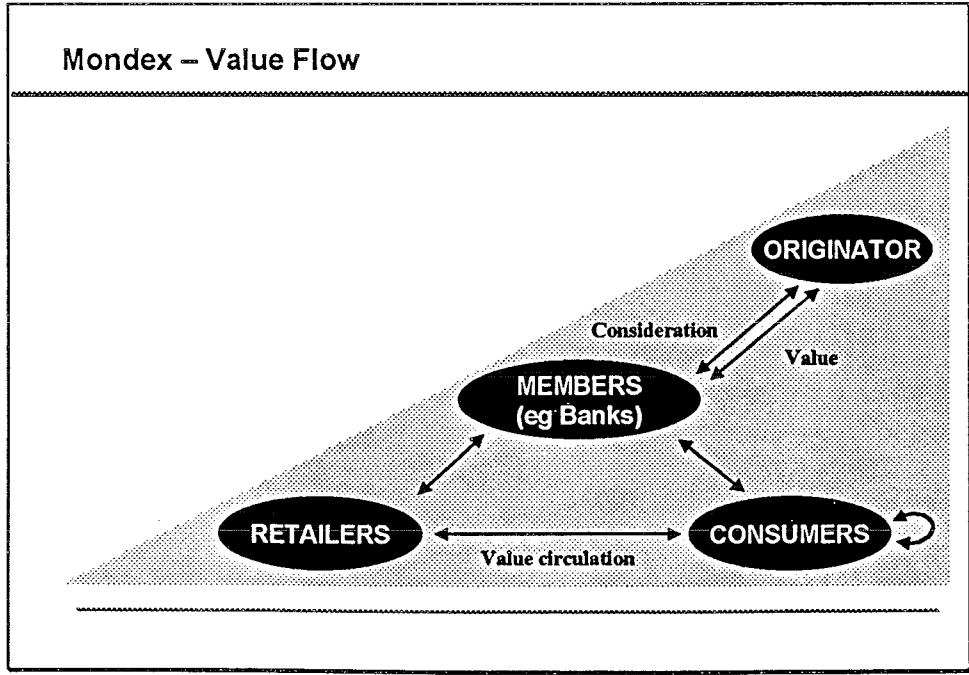 Mondex – Value Flow
ORIGINATOR
Consideration
Value
MEMBERS
(eg Banks)
RETAILERS
CONSUMERS
Value circulation